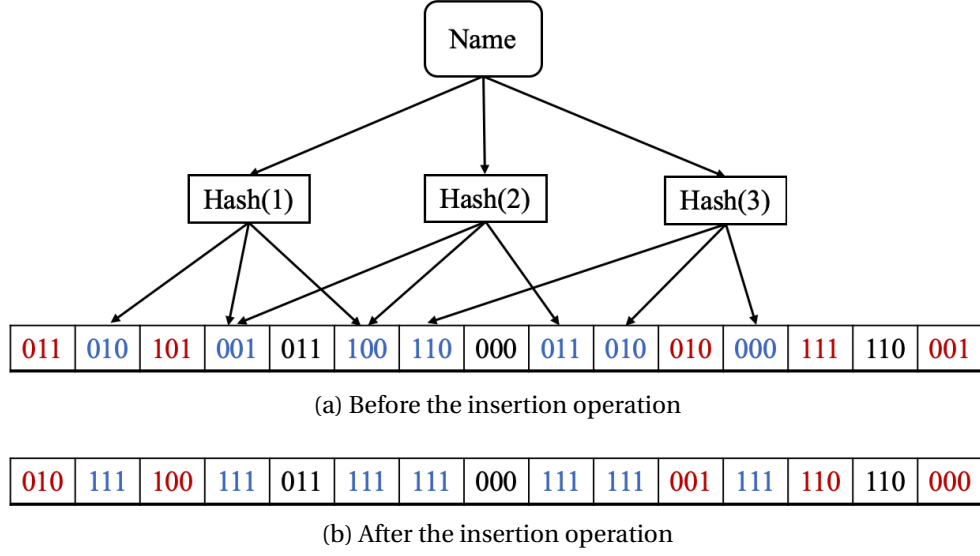 Name
Hash(1) Hash(2) Hash(3)
011 010 101 001 011 100 110 000 011 010 010 000 111 110 001
(a) Before the insertion operation
010 111 100 111 011 111 111 000 111 111 001 111 110 110 000
(b) After the insertion operation